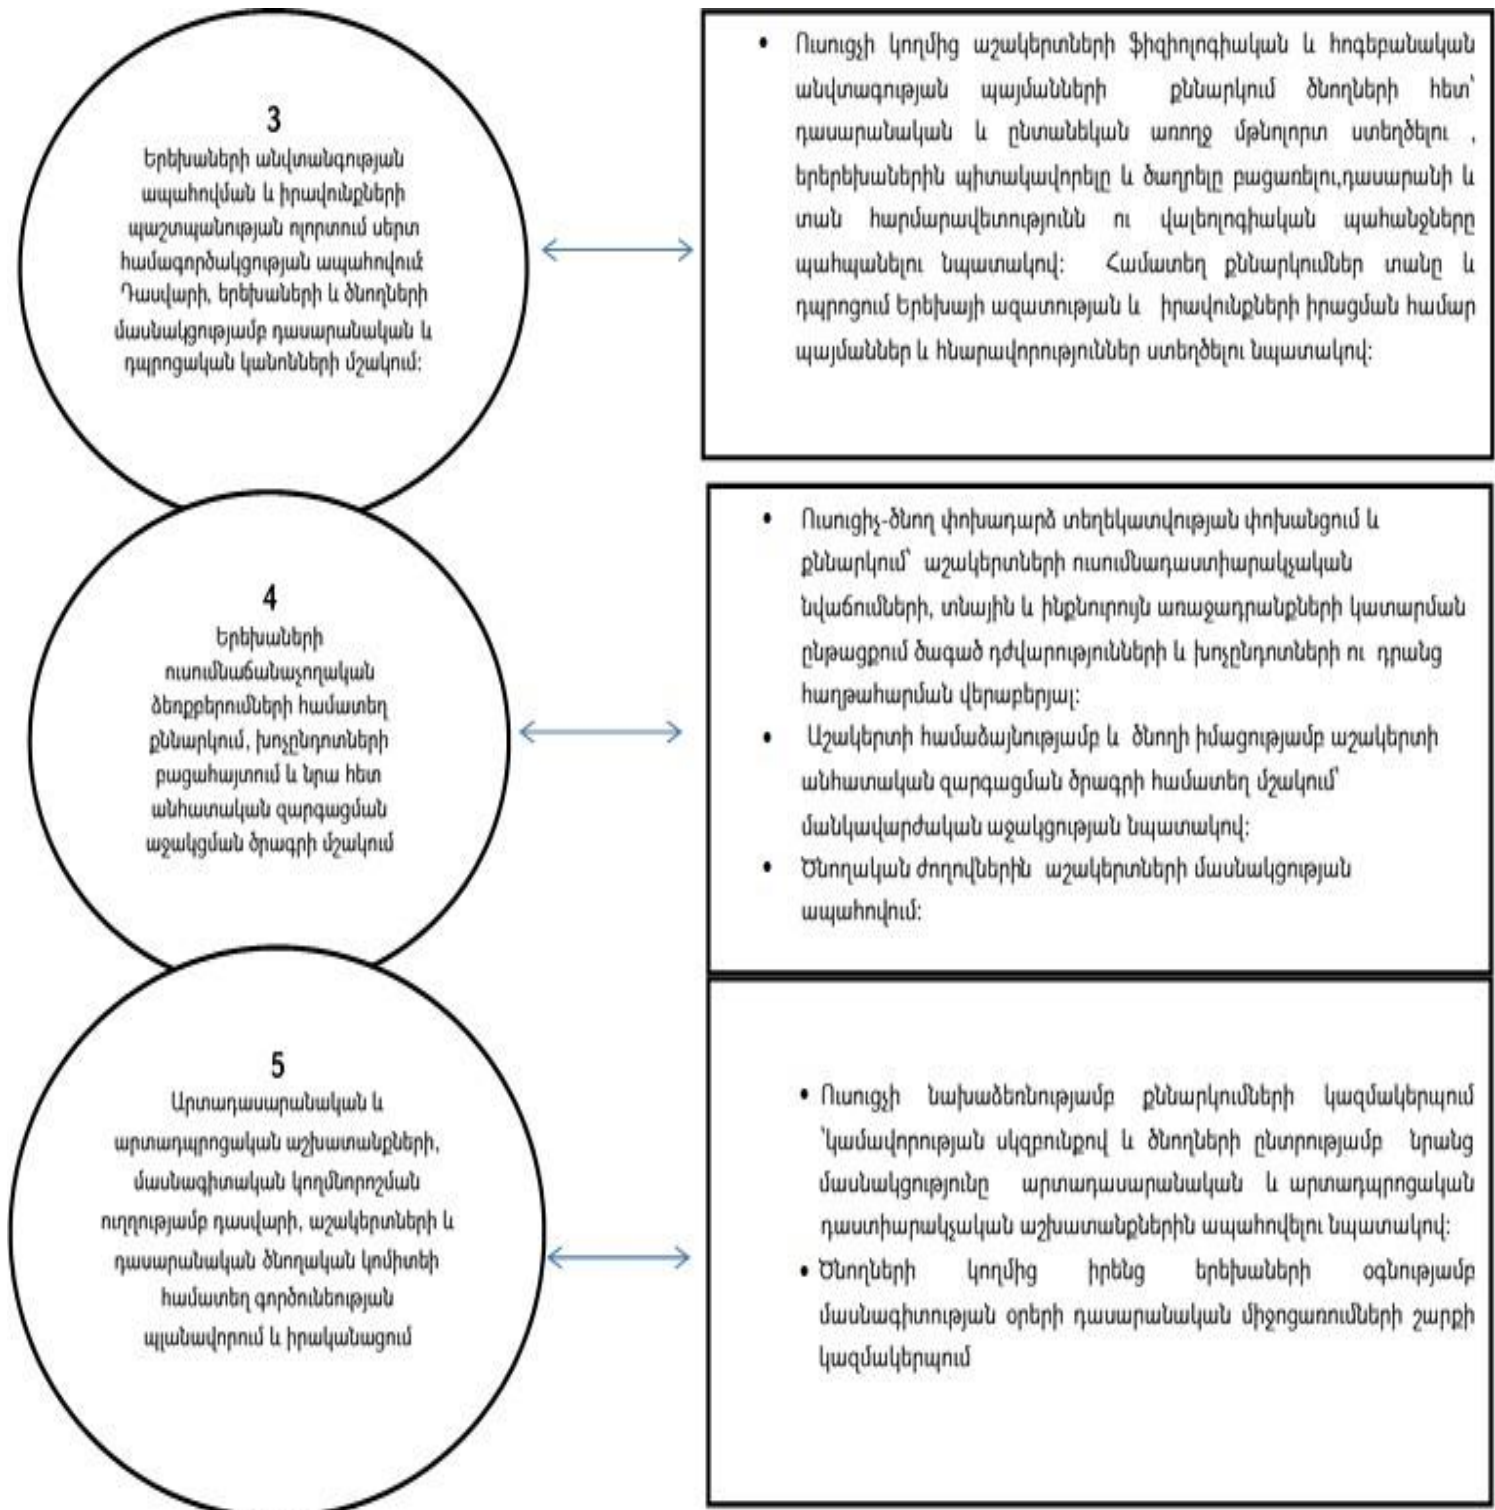 3
Երեխաների անվտանգության
ապահովման և իրավունքների
պաշտպանության ոլորտում սերտ
համագործակցության ապահովում:
Դասվարի, երեխաների և ծնողների
մասնակցությամբ դասարանական և
դպրոցական կանոնների մշակում:
• Ուսուցչի կողմից աշակերտների ֆիզիոլոգիական և հոգեբանական
անվտագության պայմանների քննարկում ծնողների հետ՝
դասարանական և ընտանեկան առողջ մթնոլորտ ստեղծելու ,
երերեխաներին պիտակավորելը և ծաղրելը բացառելու,դասարանի և
տան հարմարավետությունն ու վալեոլոգիական պահանջները
պահպանելու նպատակով: Համատեղ քննարկումներ տանը և
դպրոցում Երեխայի ազատության և իրավունքների իրացման համար
պայմաններ և հնարավորություններ ստեղծելու նպատակով:
4
Երեխաների
ուսումնաճանաչողական
ձեռքբերումների համատեղ
քննարկում, խոչընդոտների
բացահայտում և նրա հետ
անհատական զարգացման
աջակցման ծրագրի մշակում
• Ուսուցիչ-ծնող փոխադարձ տեղեկատվության փոխանցում և
քննարկում՝ աշակերտների ուսումնադաստիարակչական
նվաճումների, տնային և ինքնուրույն առաջադրանքների կատարման
ընթացքում ծագած դժվարությունների և խոչընդոտների ու դրանց
հաղթահարման վերաբերյալ:
• Աշակերտի համաձայնությամբ և ծնողի իմացությամբ աշակերտի
անհատական զարգացման ծրագրի համատեղ մշակում՝
մանկավարժական աջակցության նպատակով:
• Ծնողական ժողովներին աշակերտների մասնակցության
ապահովում:
5
Արտադասարանական և
արտադպրոցական աշխատանքների,
մասնագիտական կողմնորոշման
ուղղությամբ դասվարի, աշակերտների և
դասարանական ծնողական կոմիտեի
համատեղ գործունեության
պլանավորում և իրականացում
• Ուսուցչի նախաձեռնությամբ քննարկումների կազմակերպում
՝կամավորության սկզբունքով և ծնողների ընտրությամբ նրանց
մասնակցությունը արտադասարանական և արտադպրոցական
դաստիարակչական աշխատանքներին ապահովելու նպատակով:
• Ծնողների կողմից իրենց երեխաների օգնությամբ
մասնագիտության օրերի դասարանական միջոցառումների շարքի
կազմակերպում